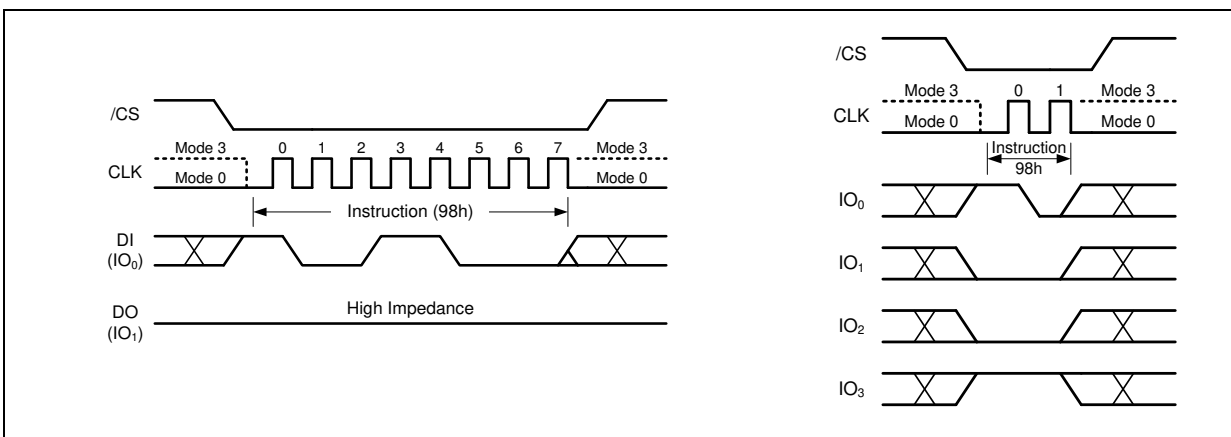 /CS
Mode 3 0 1 2 3 4 5 6 7 Mode 3
CLK
Mode 0 Mode 0
Instruction (98h)
DI
(IO0)
High Impedance
DO
(IO1)
/CS
Mode 3 0 1 Mode 3
CLK
Mode 0 Mode 0
Instruction
98h
IO0
IO1
IO2
IO3